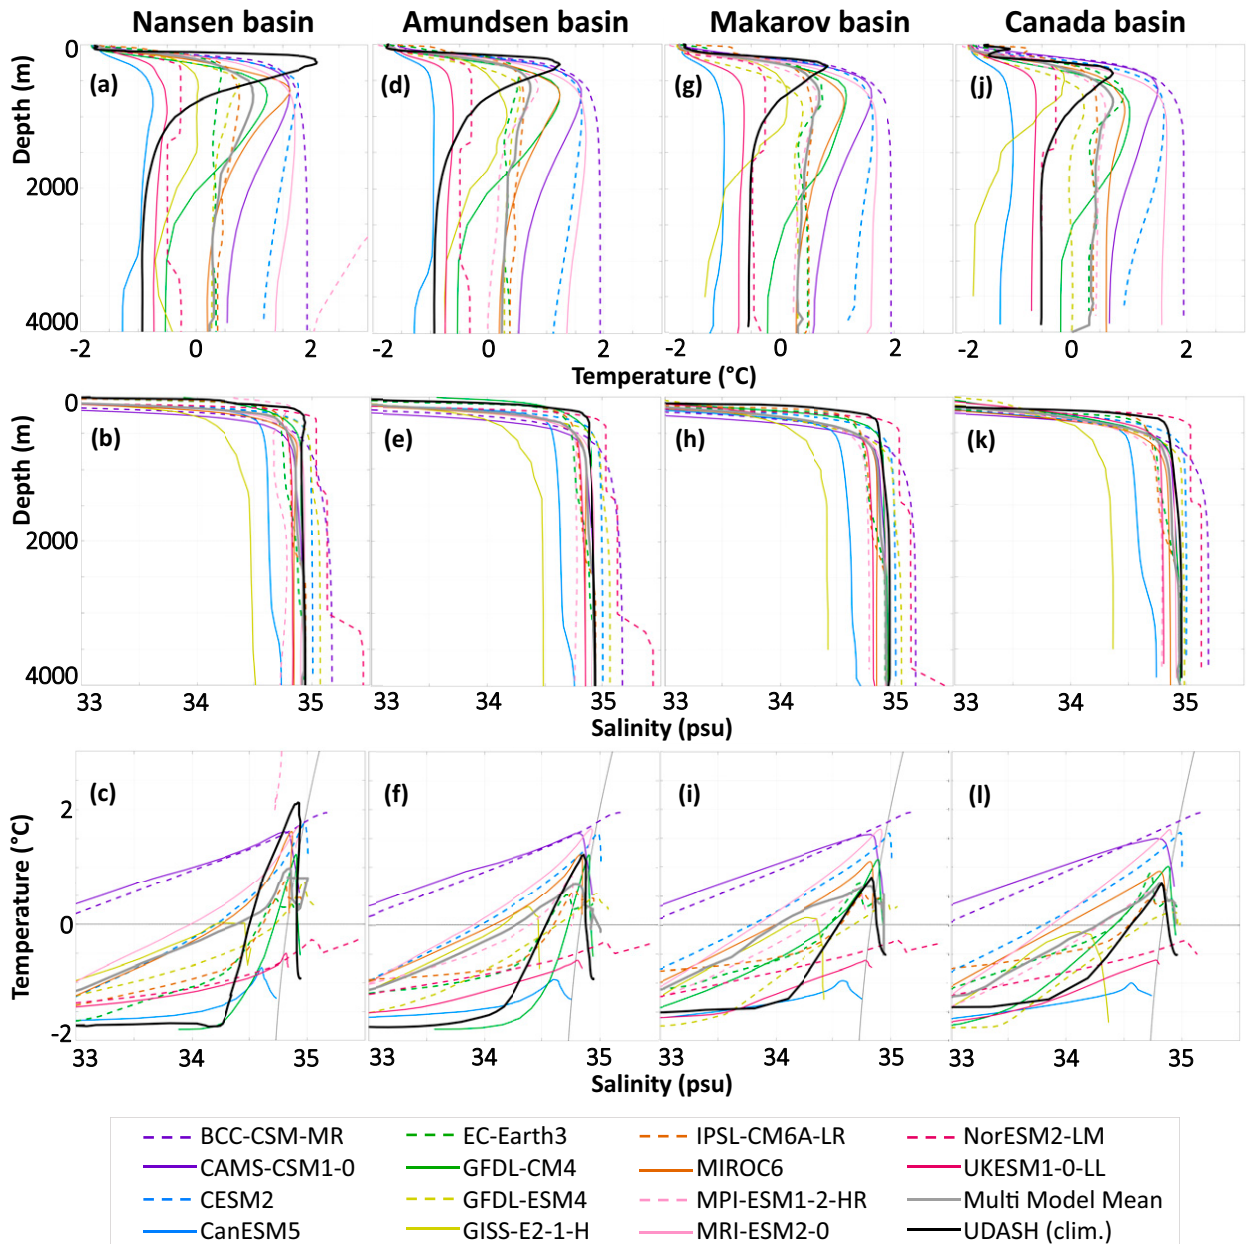 Nansen basin Amundsen basin Makarov basin Canada basin
0
(a) (d) (g) (j)
Depth (m)
2000
4000
-2 0 2 -2 0 2 -2 0 2 -2 0 2
Temperature (°C)
0
(b) (e) (h) (k)
Depth (m)
2000
4000
33 34 35 33 34 35 33 34 35 33 34 35
Salinity (psu)
(c) (f) (i) (l)
2
Temperature (°C)
0
-2
33 34 35 33 34 35 33 34 35 33 34 35
Salinity (psu)
BCC-CSM-MR EC-Earth3 IPSL-CM6A-LR NorESM2-LM
CAMS-CSM1-0 GFDL-CM4 MIROC6 UKESM1-0-LL
CESM2 GFDL-ESM4 MPI-ESM1-2-HR Multi Model Mean
CanESM5 GISS-E2-1-H MRI-ESM2-0 UDASH (clim.)